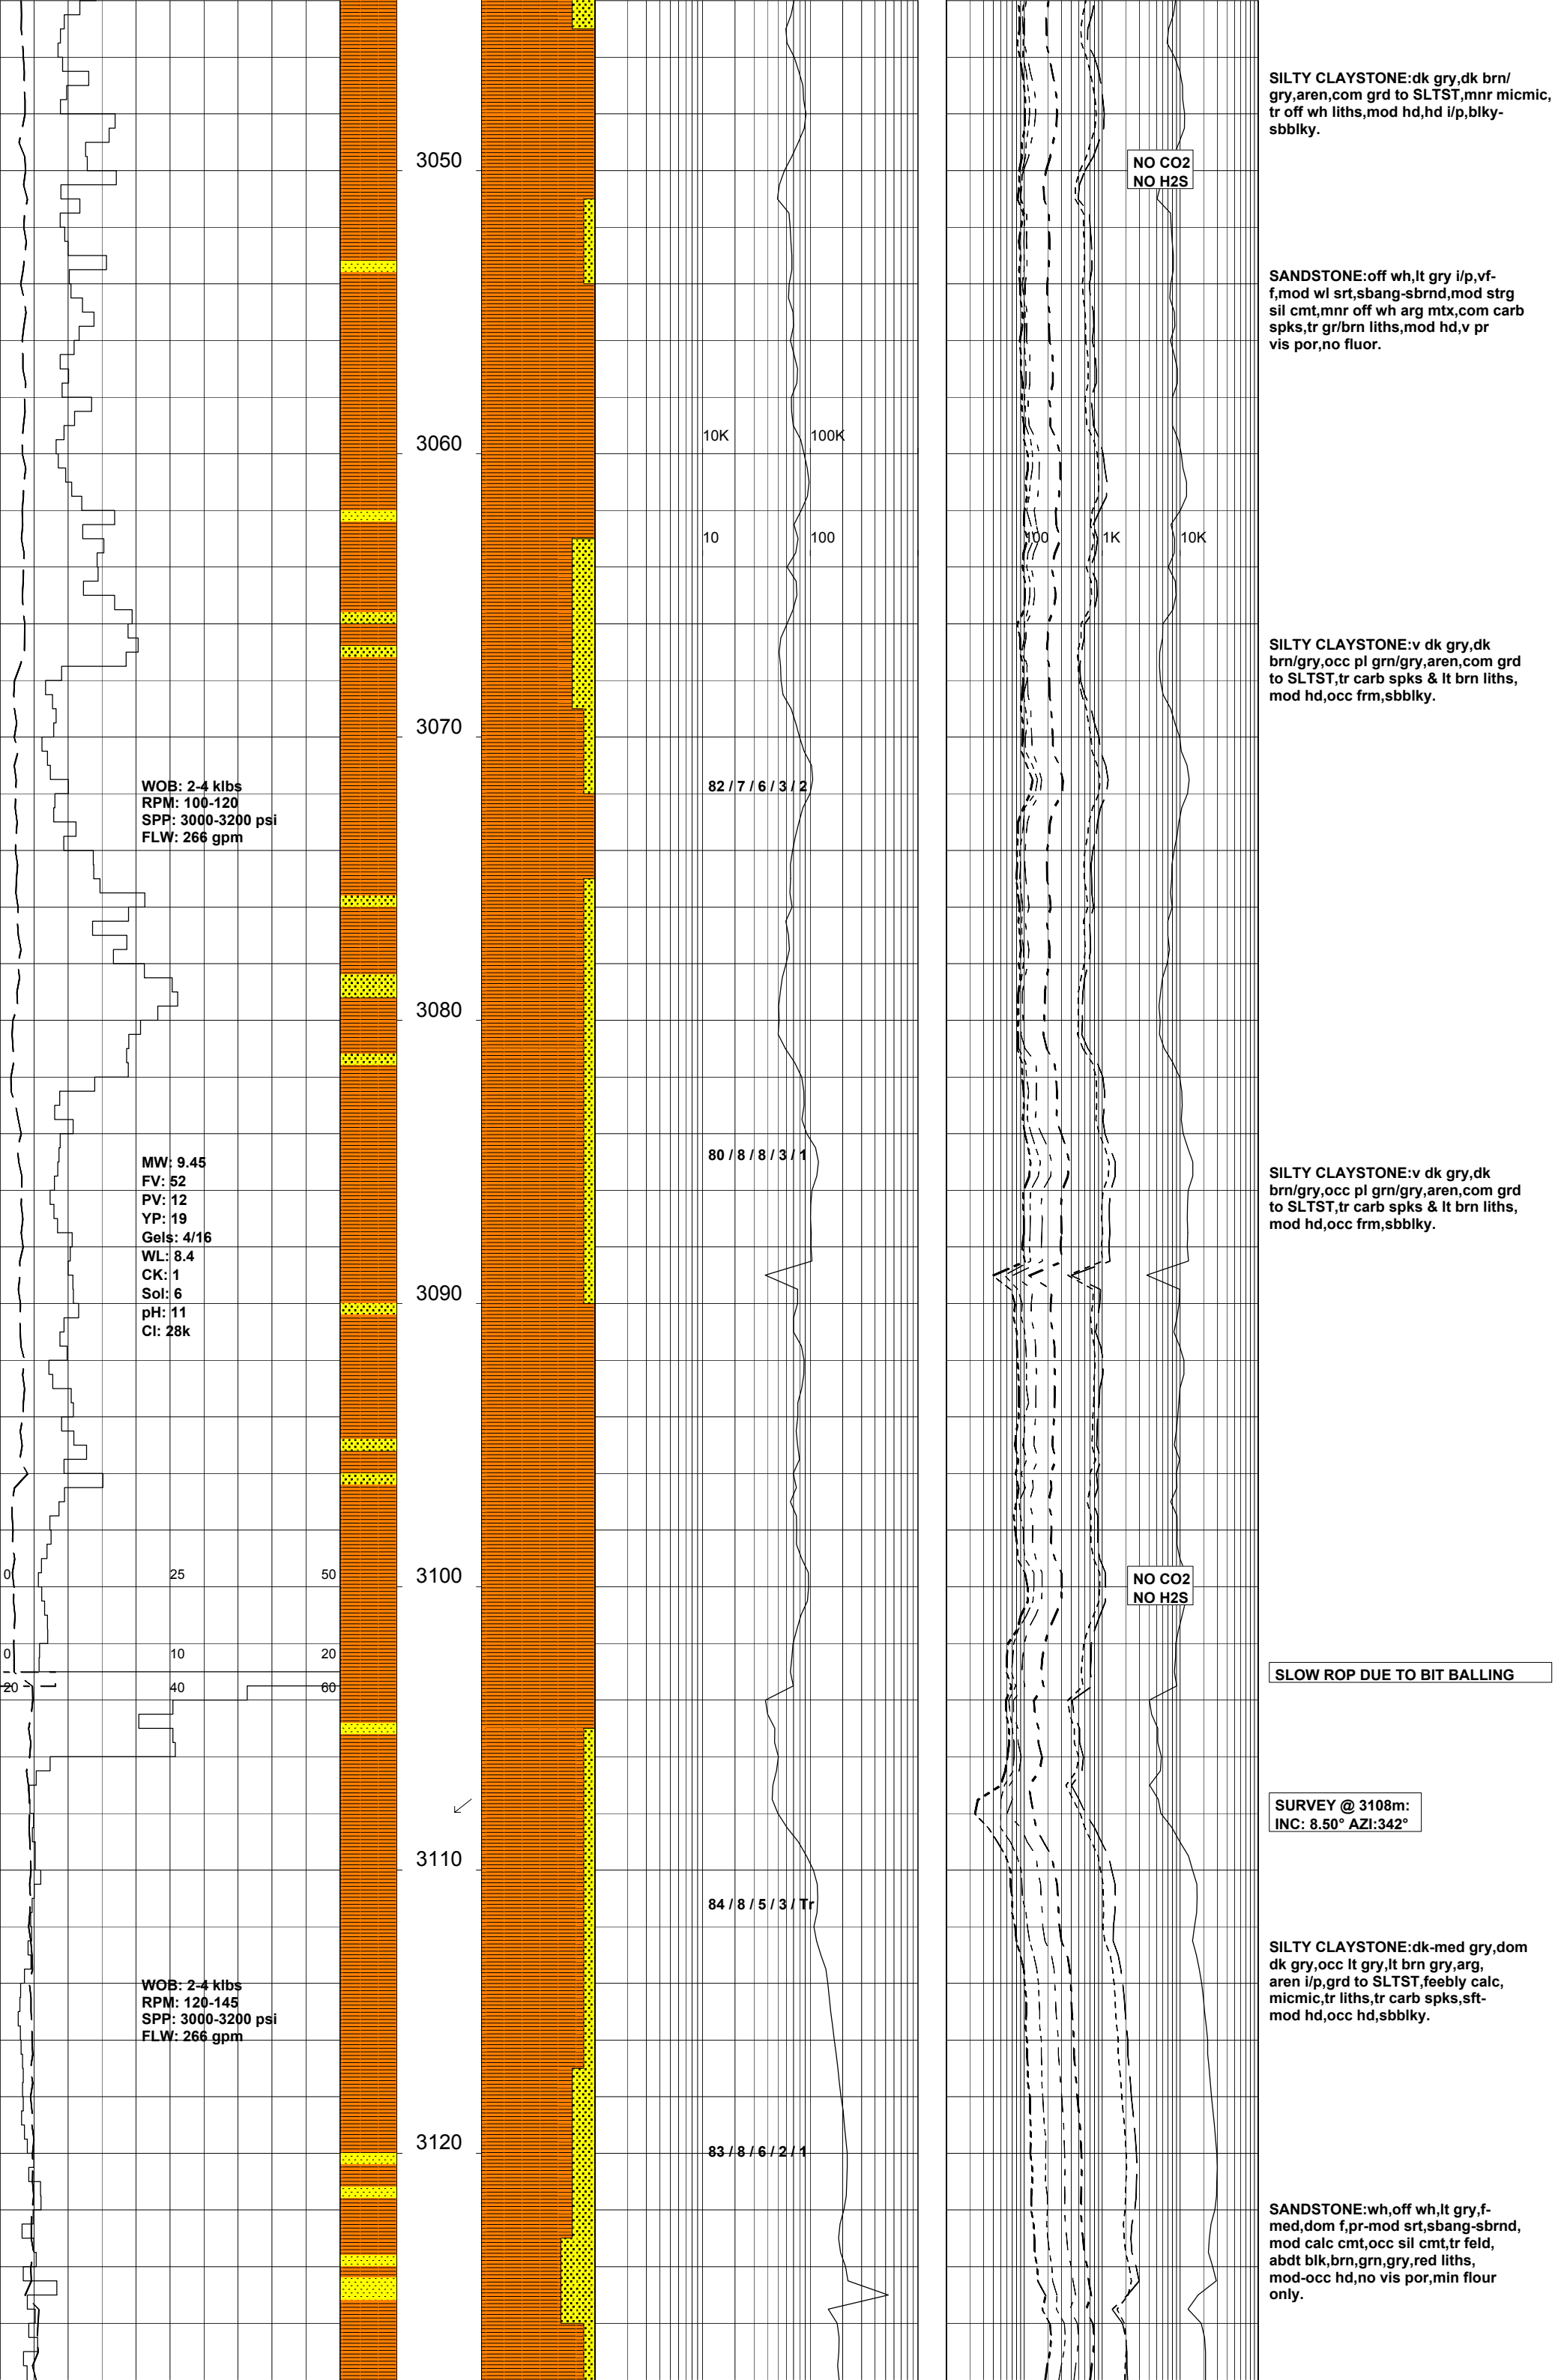 SILTY CLAYSTONE:dk gry,dk brn/
gry,aren,com grd to SLTST,mnr micmic,
tr off wh liths,mod hd,hd i/p,blky-
sbblky.
3050
NO CO2
NO H2S
SANDSTONE:off wh,lt gry i/p,vf-
f,mod wl srt,sbang-sbrnd,mod strg
sil cmt,mnr off wh arg mtx,com carb
spks,tr gr/brn liths,mod hd,v pr
vis por,no fluor.
3060
10K 100K
10 100 100 1K 10K
SILTY CLAYSTONE:v dk gry,dk
brn/gry,occ pl grn/gry,aren,com grd
to SLTST,tr carb spks & lt brn liths,
mod hd,occ frm,sbblky.
3070
WOB: 2-4 klbs
RPM: 100-120
SPP: 3000-3200 psi
FLW: 266 gpm
82 / 7 / 6 / 3 / 2
3080
MW: 9.45
FV: 52
PV: 12
YP: 19
Gels: 4/16
WL: 8.4
CK: 1
Sol: 6
pH: 11
Cl: 28k
80 / 8 / 8 / 3 / 1
SILTY CLAYSTONE:v dk gry,dk
brn/gry,occ pl grn/gry,aren,com grd
to SLTST,tr carb spks & lt brn liths,
mod hd,occ frm,sbblky.
3090
0 25 50
3100
NO CO2
NO H2S
0 10 20
20 40 60
SLOW ROP DUE TO BIT BALLING
SURVEY @ 3108m:
INC: 8.50° AZI:342°
3110
84 / 8 / 5 / 3 / Tr
SILTY CLAYSTONE:dk-med gry,dom
dk gry,occ lt gry,lt brn gry,arg,
aren i/p,grd to SLTST,feebly calc,
micmic,tr liths,tr carb spks,sft-
mod hd,occ hd,sbblky.
WOB: 2-4 klbs
RPM: 120-145
SPP: 3000-3200 psi
FLW: 266 gpm
3120
83 / 8 / 6 / 2 / 1
SANDSTONE:wh,off wh,lt gry,f-
med,dom f,pr-mod srt,sbang-sbrnd,
mod calc cmt,occ sil cmt,tr feld,
abdt blk,brn,grn,gry,red liths,
mod-occ hd,no vis por,min flour
only.